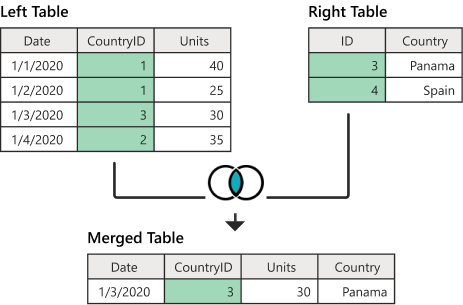 Left Table
Date CountryID Units
1/1/2020 1 40
1/2/2020 1 25
1/3/2020 3 30
1/4/2020 2 35
Right Table
ID Country
3 Panama
4 Spain
Merged Table
Date CountryID Units Country
1/3/2020 3 30 Panama